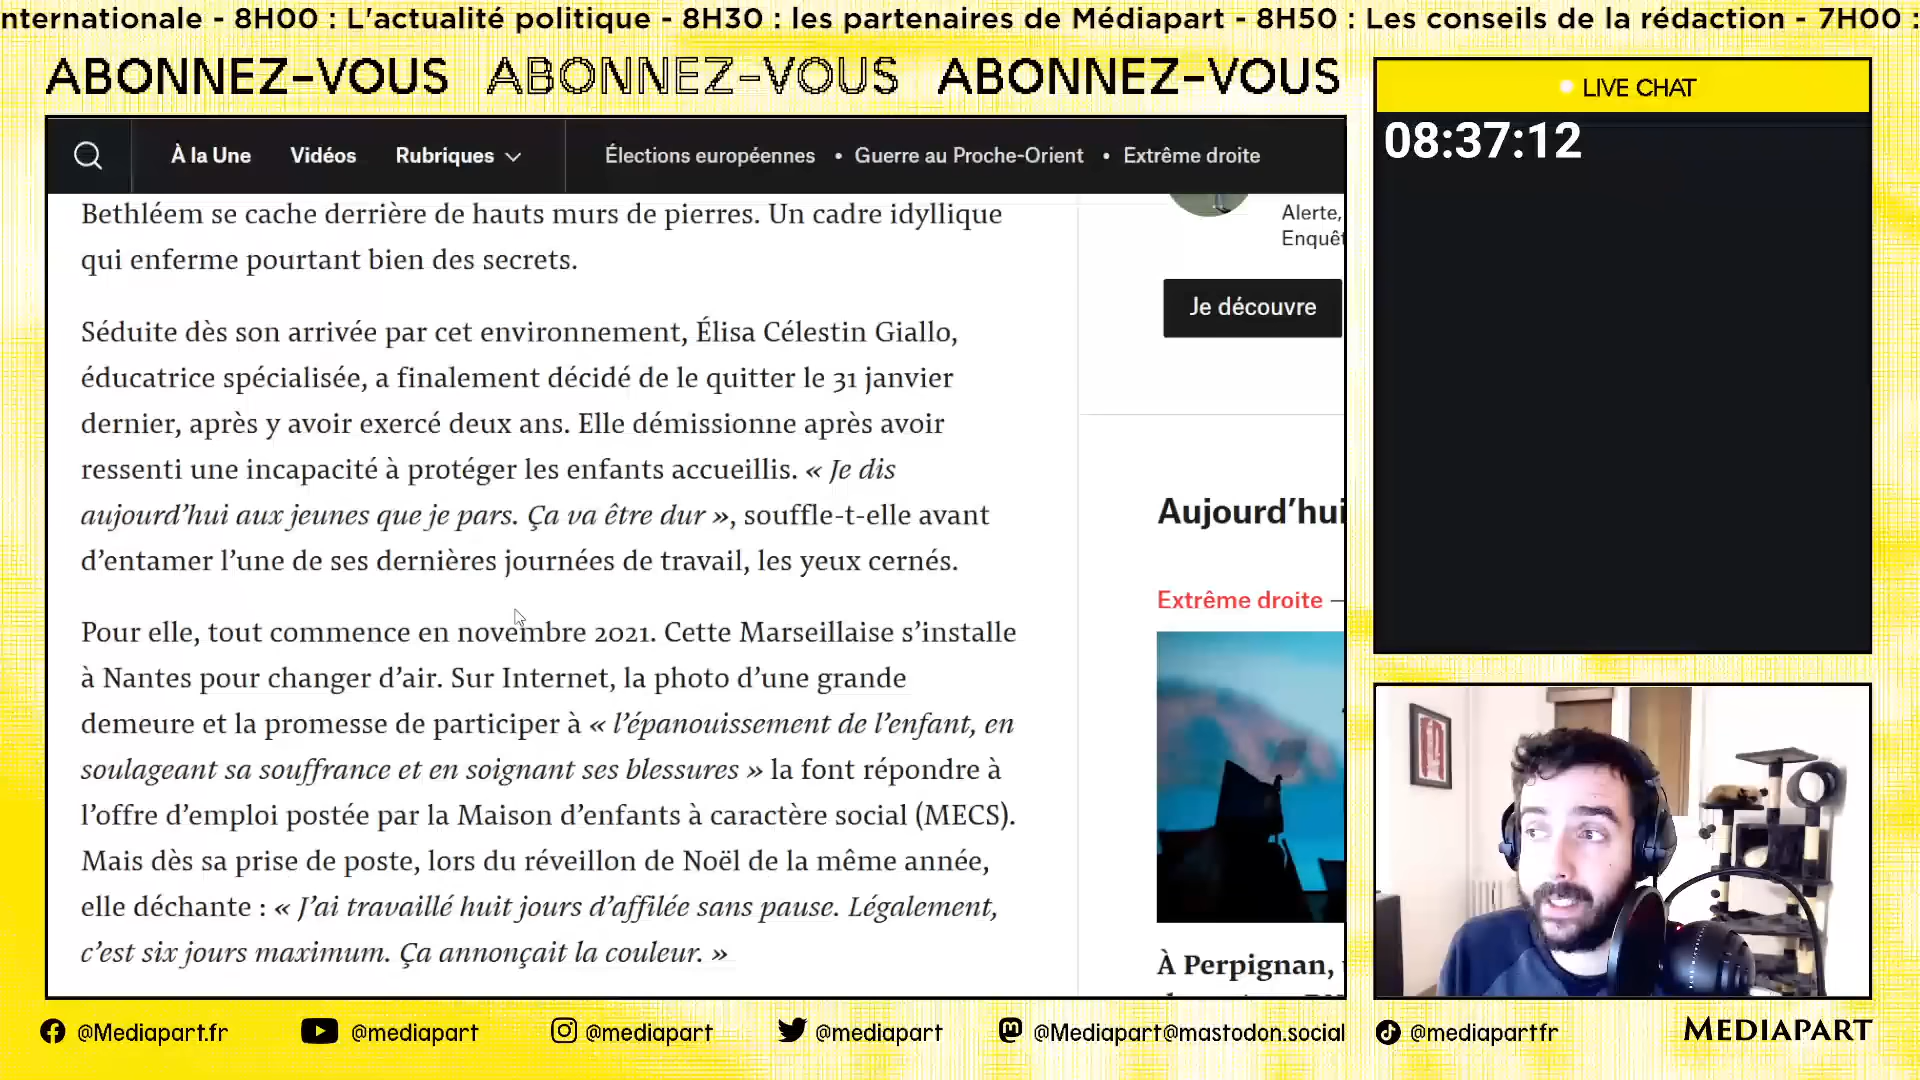 nternationale - 8H00 : L'actualité politique - 8H30 : les partenaires de Médiapart - 8H50 : Les conseils de la rédaction - 7H00 :
ABONNEZ-VOUS ABONNEZ-VOUS ABONNEZ-VOUS
À la Une Vidéos Rubriques Élections européennes • Guerre au Proche-Orient • Extrême droite
Bethléem se cache derrière de hauts murs de pierres. Un cadre idyllique
qui enferme pourtant bien des secrets.
Séduite dès son arrivée par cet environnement, Élisa Célestin Giallo,
éducatrice spécialisée, a finalement décidé de le quitter le 31 janvier
dernier, après y avoir exercé deux ans. Elle démissionne après avoir
ressenti une incapacité à protéger les enfants accueillis. « Je dis
aujourd’hui aux jeunes que je pars. Ça va être dur », souffle-t-elle avant
d’entamer l’une de ses dernières journées de travail, les yeux cernés.
Pour elle, tout commence en novembre 2021. Cette Marseillaise s’installe
à Nantes pour changer d’air. Sur Internet, la photo d’une grande
demeure et la promesse de participer à « l’épanouissement de l’enfant, en
soulageant sa souffrance et en soignant ses blessures » la font répondre à
l’offre d’emploi postée par la Maison d’enfants à caractère social (MECS).
Mais dès sa prise de poste, lors du réveillon de Noël de la même année,
elle déchante : « J’ai travaillé huit jours d’affilée sans pause. Légalement,
c’est six jours maximum. Ça annonçait la couleur. »
Alerte,
Enquêt
Je découvre
Aujourd’hui
Extrême droite —
À Perpignan,
LIVE CHAT
08:37:12
@Mediapart.fr @mediapart @mediapart @mediapart @Mediapart@mastodon.social @mediapartfr MEDIAPART